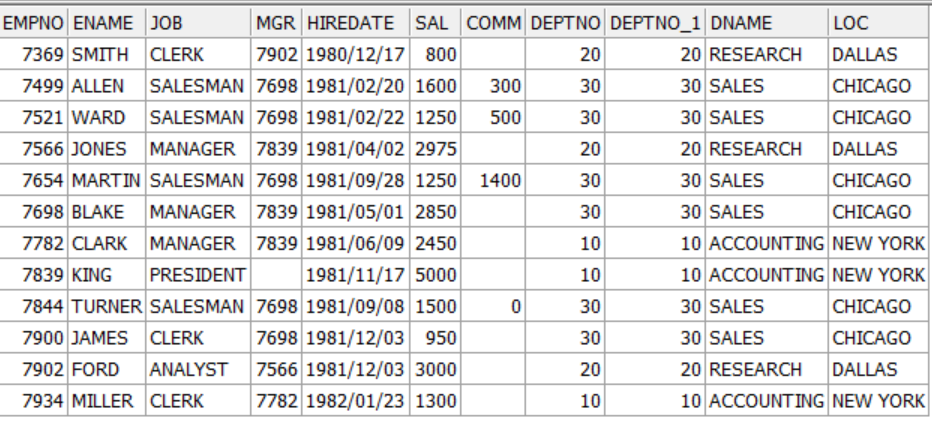 EMPNO ENAME JOB MGR HIREDATE SAL COMM DEPTNO DEPTNO_1 DNAME LOC
7369 SMITH CLERK 7902 1980/12/17 800 20 20 RESEARCH DALLAS
7499 ALLEN SALESMAN 7698 1981/02/20 1600 300 30 30 SALES CHICAGO
7521 WARD SALESMAN 7698 1981/02/22 1250 500 30 30 SALES CHICAGO
7566 JONES MANAGER 7839 1981/04/02 2975 20 20 RESEARCH DALLAS
7654 MARTIN SALESMAN 7698 1981/09/28 1250 1400 30 30 SALES CHICAGO
7698 BLAKE MANAGER 7839 1981/05/01 2850 30 30 SALES CHICAGO
7782 CLARK MANAGER 7839 1981/06/09 2450 10 10 ACCOUNTING NEW YORK
7839 KING PRESIDENT 1981/11/17 5000 10 10 ACCOUNTING NEW YORK
7844 TURNER SALESMAN 7698 1981/09/08 1500 0 30 30 SALES CHICAGO
7900 JAMES CLERK 7698 1981/12/03 950 30 30 SALES CHICAGO
7902 FORD ANALYST 7566 1981/12/03 3000 20 20 RESEARCH DALLAS
7934 MILLER CLERK 7782 1982/01/23 1300 10 10 ACCOUNTING NEW YORK